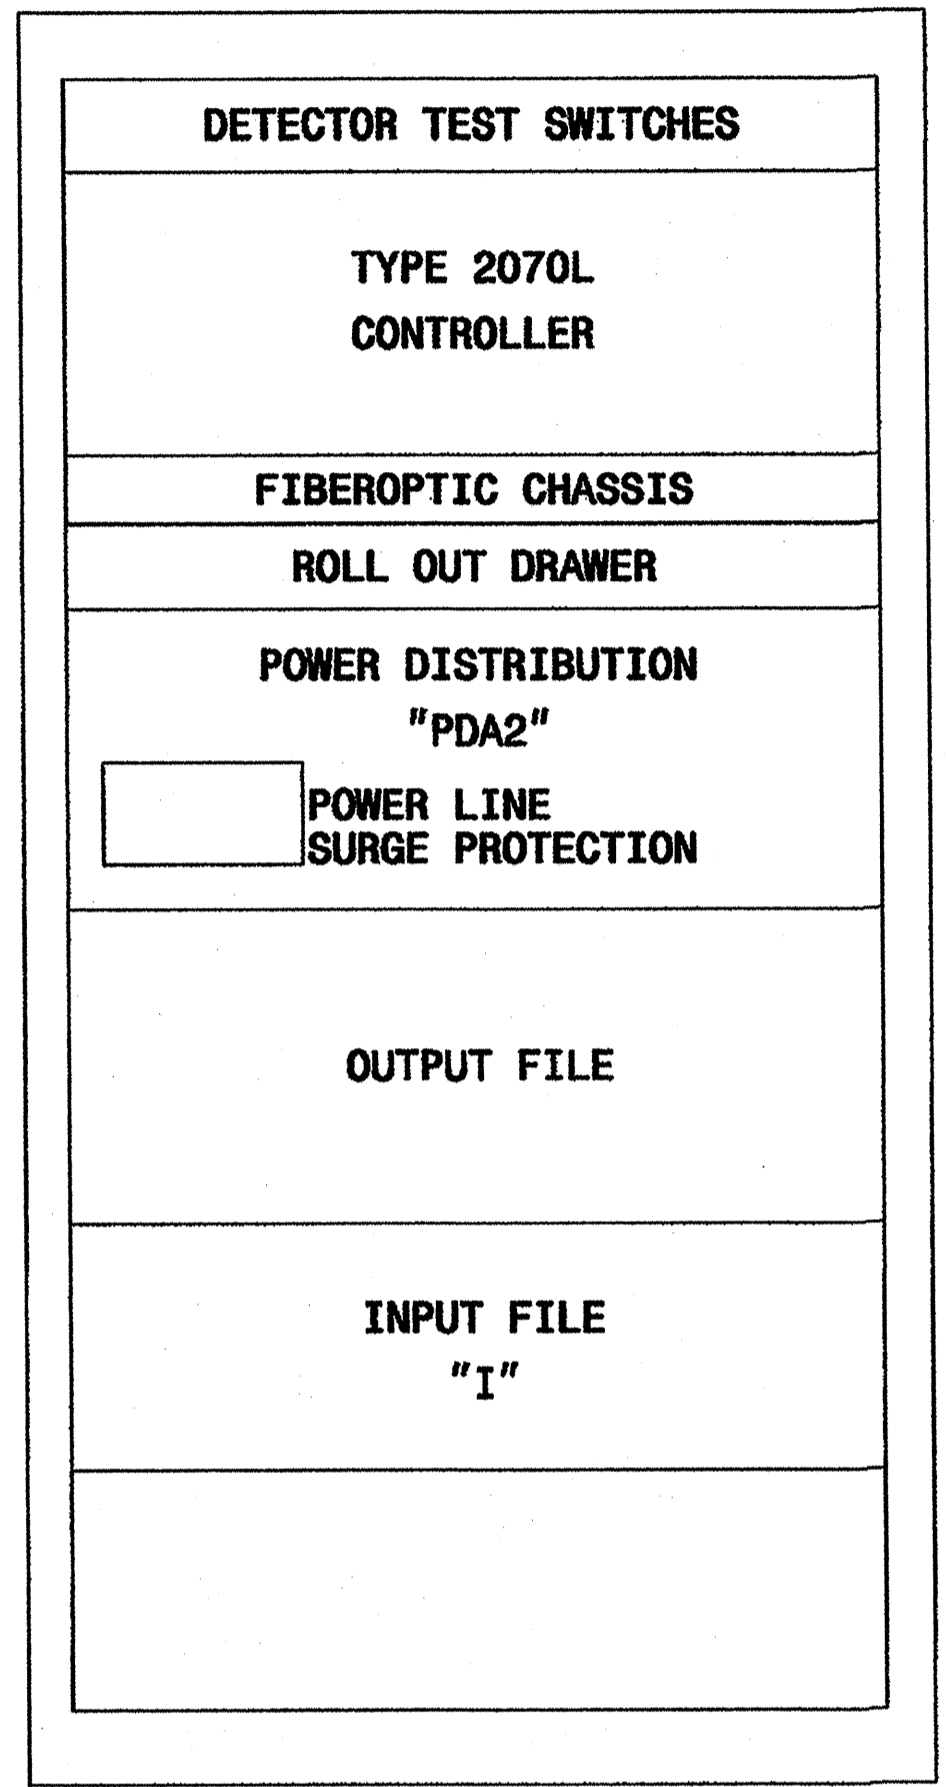 DETECTOR TEST SWITCHES
TYPE 2070L
CONTROLLER
FIBEROPTIC CHASSIS
ROLL OUT DRAWER
POWER DISTRIBUTION
"PDA2"
POWER LINE
SURGE PROTECTION
OUTPUT FILE
INPUT FILE
"I"